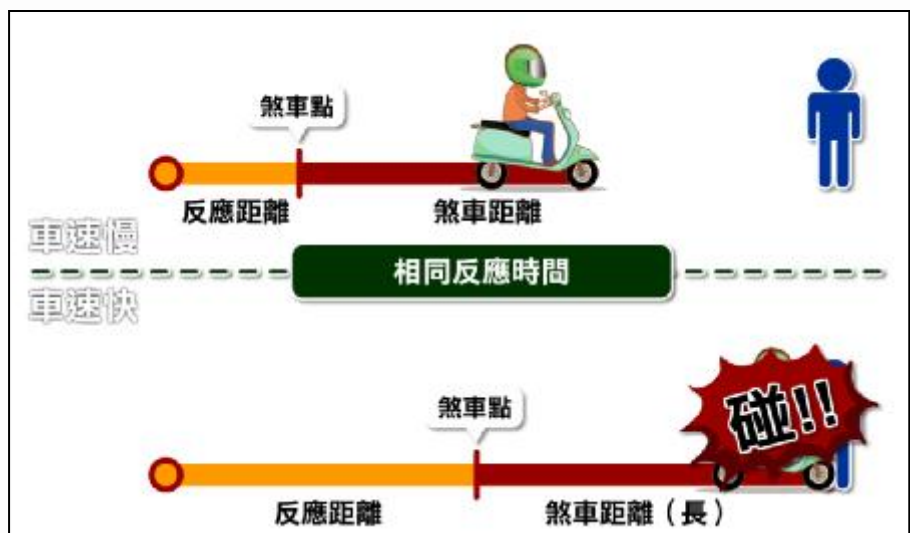 煞車點
反應距離
煞車距離
車速慢
相同反應時間
車速快
碰!!
煞車點
反應距離
煞車距離（長）